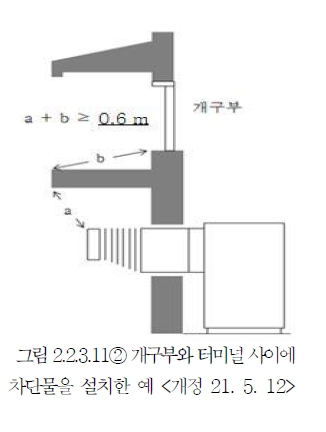 개구부
a + b ≥ 0.6 m
b
a
그림 2.2.3.11② 개구부와 터미널 사이에
차단물을 설치한 예 <개정 21. 5. 12>